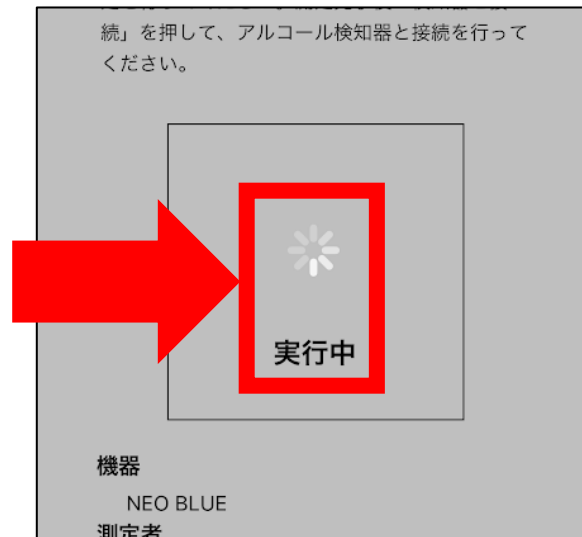 続」を押して、アルコール検知器と接続を行って
ください。
実行中
機器
NEO BLUE
測定者